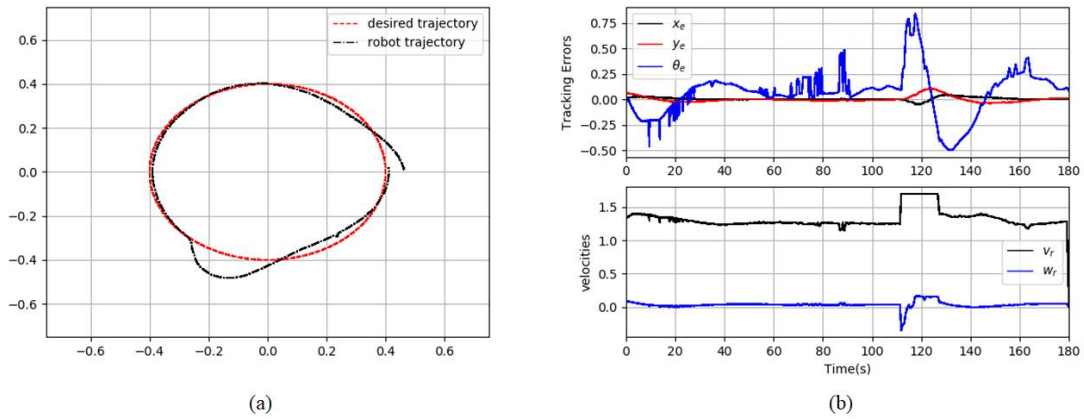 desired trajectory
robot trajectory
0.6
0.4
0.2
0.0
−0.2
−0.4
−0.6
−0.6 −0.4 −0.2 0.0 0.2 0.4 0.6
(a)
Tracking Errors
0.75
0.50
0.25
0.00
−0.25
−0.50
xe
ye
θe
0 20 40 60 80 100 120 140 160 180
velocities
1.5
1.0
0.5
0.0
vr
wr
0 20 40 60 80 100 120 140 160 180
Time(s)
(b)